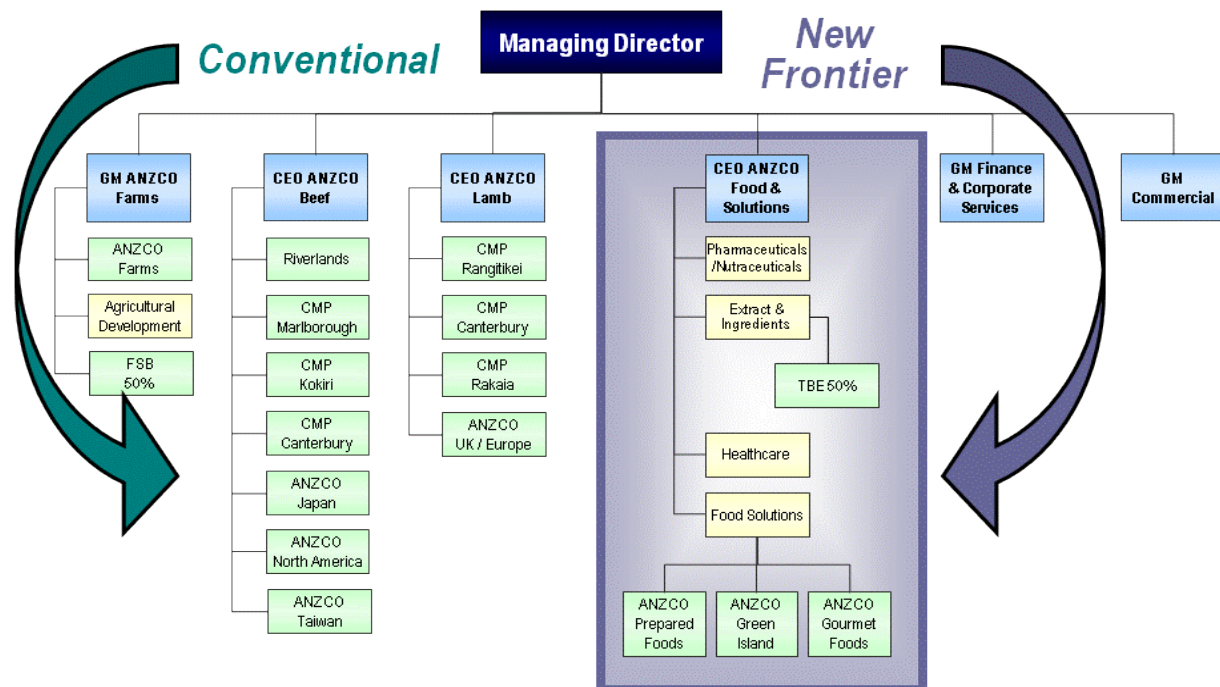 Conventional
Managing Director
New
Frontier
GM ANZCO
Farms
ANZCO
Farms
Agricultural
Development
FSB
50%
CEO ANZCO
Beef
Riverlands
CMP
Marlborough
CMP
Kokiri
CMP
Canterbury
ANZCO
Japan
ANZCO
North America
ANZCO
Taiwan
CEO ANZCO
Lamb
CMP
Rangitikei
CMP
Canterbury
CMP
Rakaia
ANZCO
UK / Europe
CEO ANZCO
Food &
Solutions
Pharmaceuticals
/Nutraceuticals
Extract &
Ingredients
TBE 50%
Healthcare
Food Solutions
ANZCO
Prepared
Foods
ANZCO
Green
Island
ANZCO
Gourmet
Foods
GM Finance
& Corporate
Services
GM
Commercial